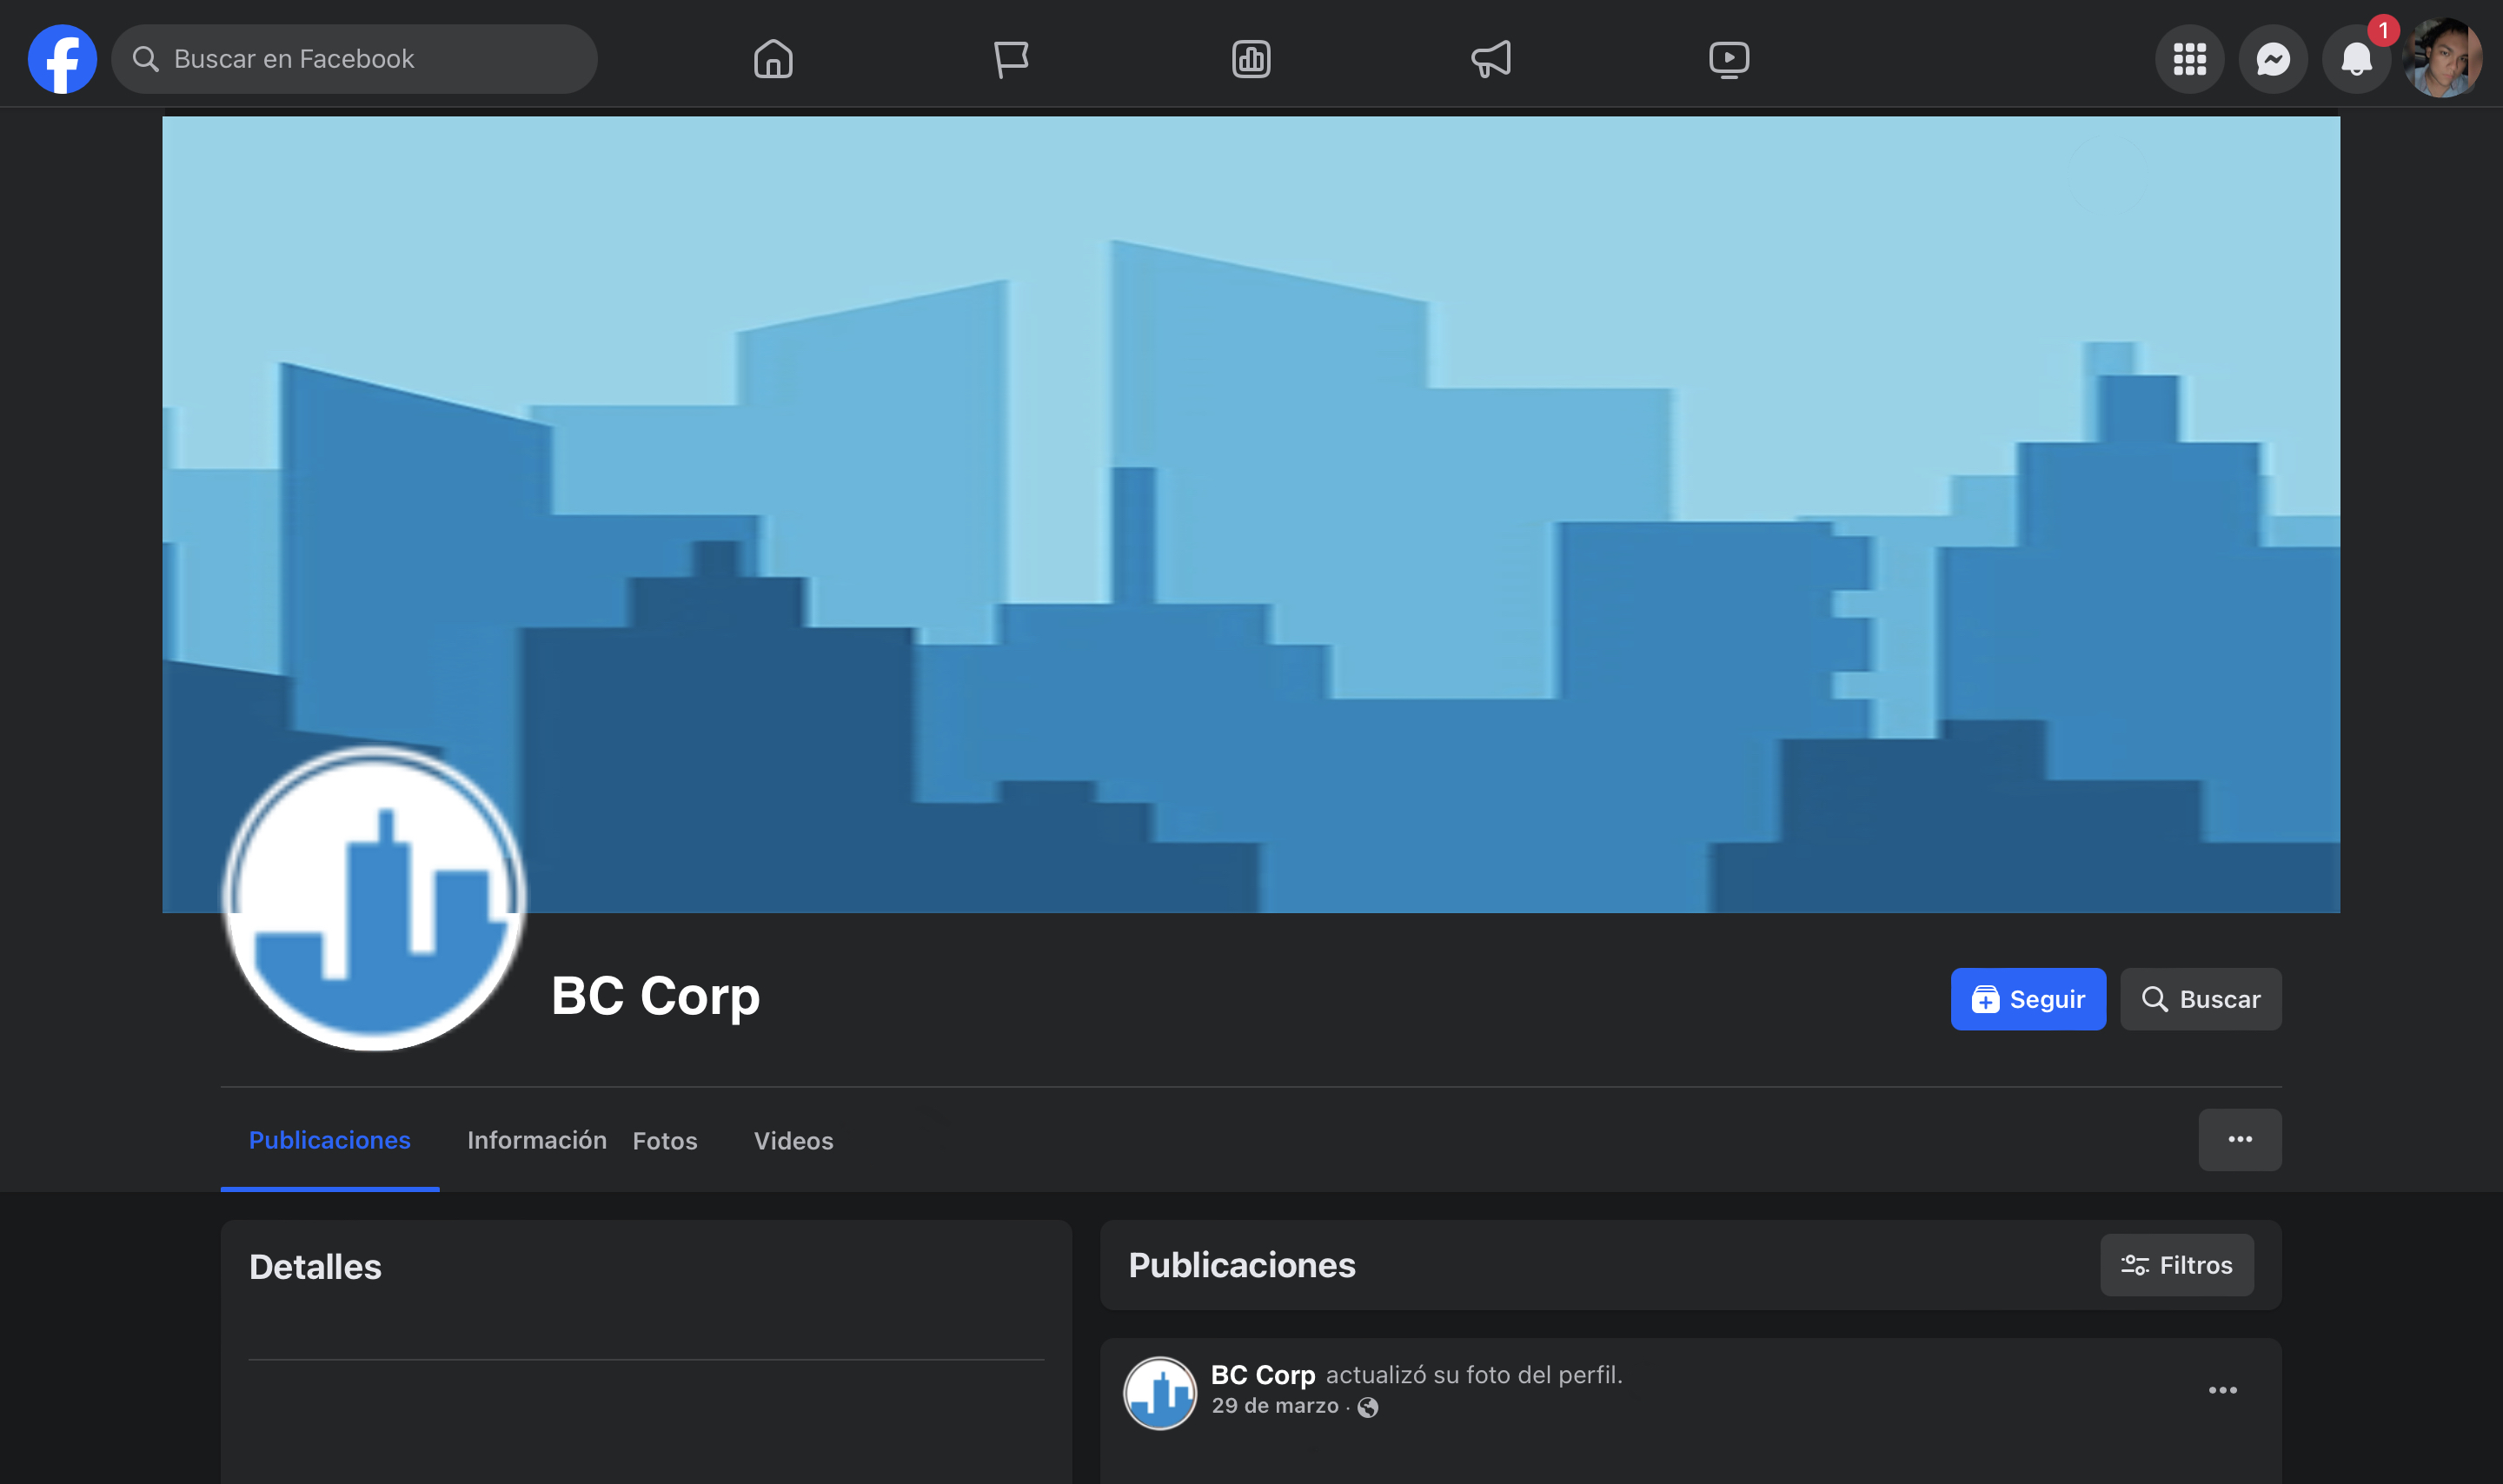 Buscar en Facebook
1
BC Corp
Seguir
Buscar
Publicaciones
Información
Fotos
Videos
Detalles
Publicaciones
Filtros
BC Corp actualizó su foto del perfil.
29 de marzo ·